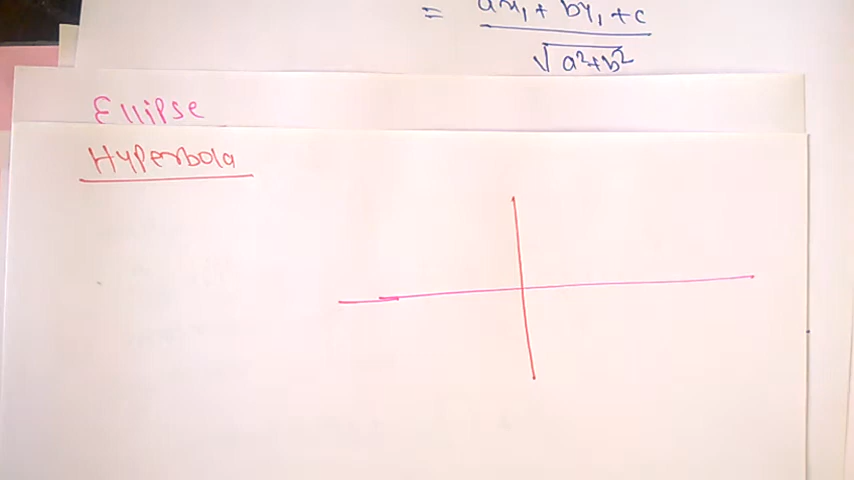 = ax₁ + by₁ + c
√a²+b²
Ellipse
Hyperbola